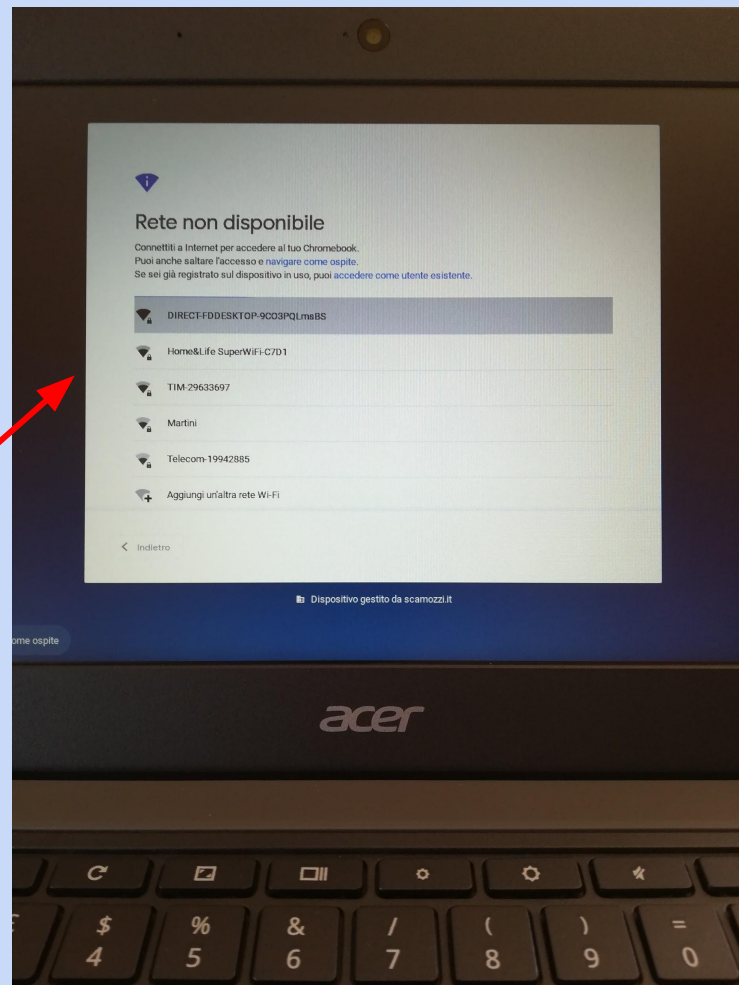 Rete non disponibile
Connettiti a Internet per accedere al tuo Chromebook.
Puoi anche saltare l'accesso e navigare come ospite.
Se sei già registrato sul dispositivo in uso, puoi accedere come utente esistente.
DIRECT-FDDESKTOP-9CO3PQLmsBS
Home&Life SuperWiFi-C7D1
TIM-29633697
Martini
Telecom-19942885
Aggiungi un'altra rete Wi-Fi
Indietro
Dispositivo gestito da scamozzi.it
ome ospite
acer
$ % & / ( ) =
4 5 6 7 8 9 0